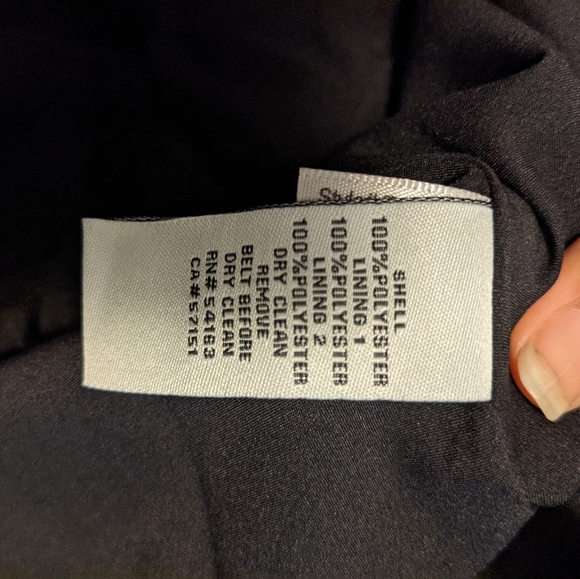 SHELL
100%POLYESTER
LINING 1
100%POLYESTER
LINING 2
100%POLYESTER
DRY CLEAN
REMOVE
BELT BEFORE
DRY CLEAN
RN#54163
CA#57151